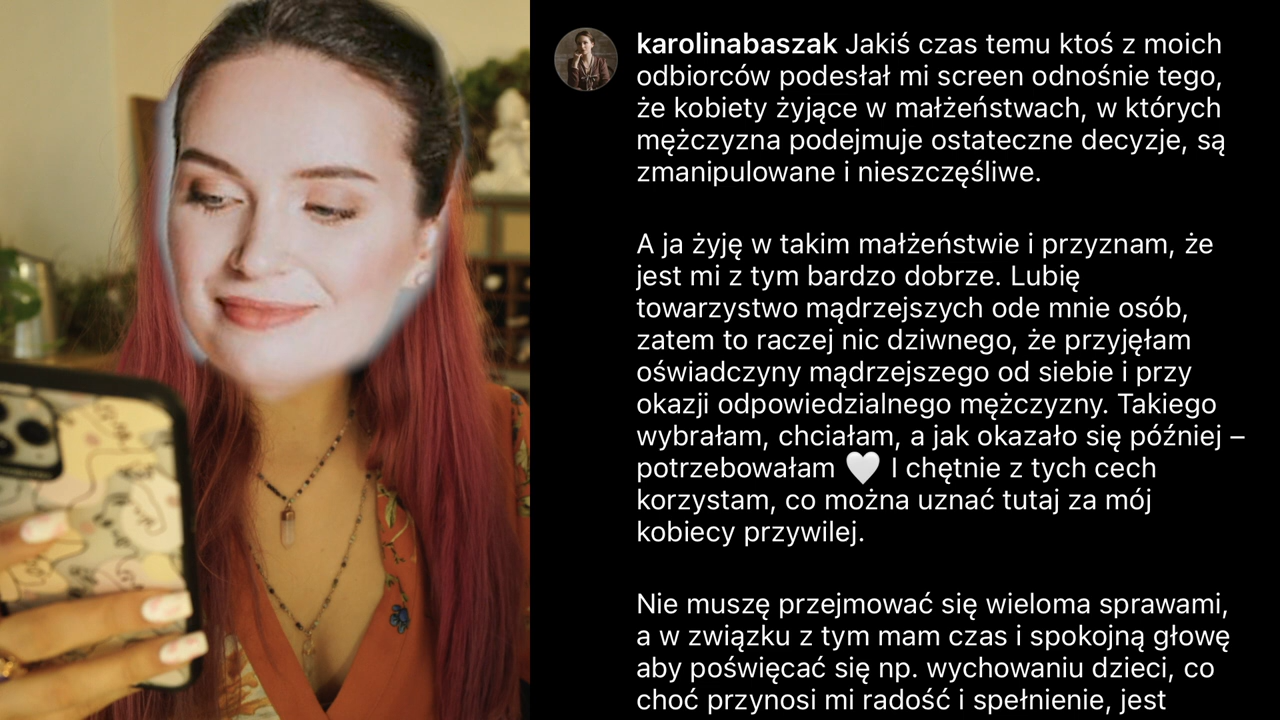 karolinabaszak Jakiś czas temu ktoś z moich
odbiorców podesłał mi screen odnośnie tego,
że kobiety żyjące w małżeństwach, w których
mężczyzna podejmuje ostateczne decyzje, są
zmanipulowane i nieszczęśliwe.
A ja żyję w takim małżeństwie i przyznam, że
jest mi z tym bardzo dobrze. Lubię
towarzystwo mądrzejszych ode mnie osób,
zatem to raczej nic dziwnego, że przyjęłam
oświadczyny mądrzejszego od siebie i przy
okazji odpowiedzialnego mężczyzny. Takiego
wybrałam, chciałam, a jak okazało się później –
potrzebowałam 🤍 I chętnie z tych cech
korzystam, co można uznać tutaj za mój
kobiecy przywilej.
Nie muszę przejmować się wieloma sprawami,
a w związku z tym mam czas i spokojną głowę
aby poświęcać się np. wychowaniu dzieci, co
choć przynosi mi radość i spełnienie, jest